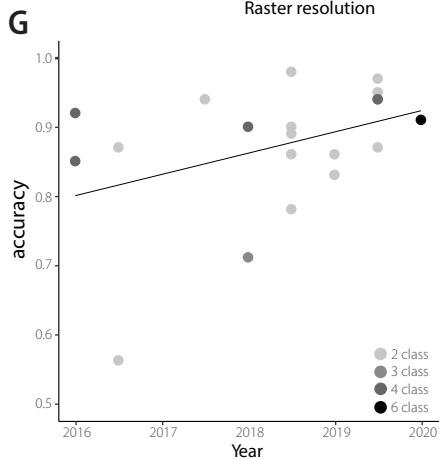 Raster resolution
G
1.0
0.9
0.8
0.7
0.6
0.5
accuracy
2 class
3 class
4 class
6 class
2016 2017 2018 2019 2020
Year